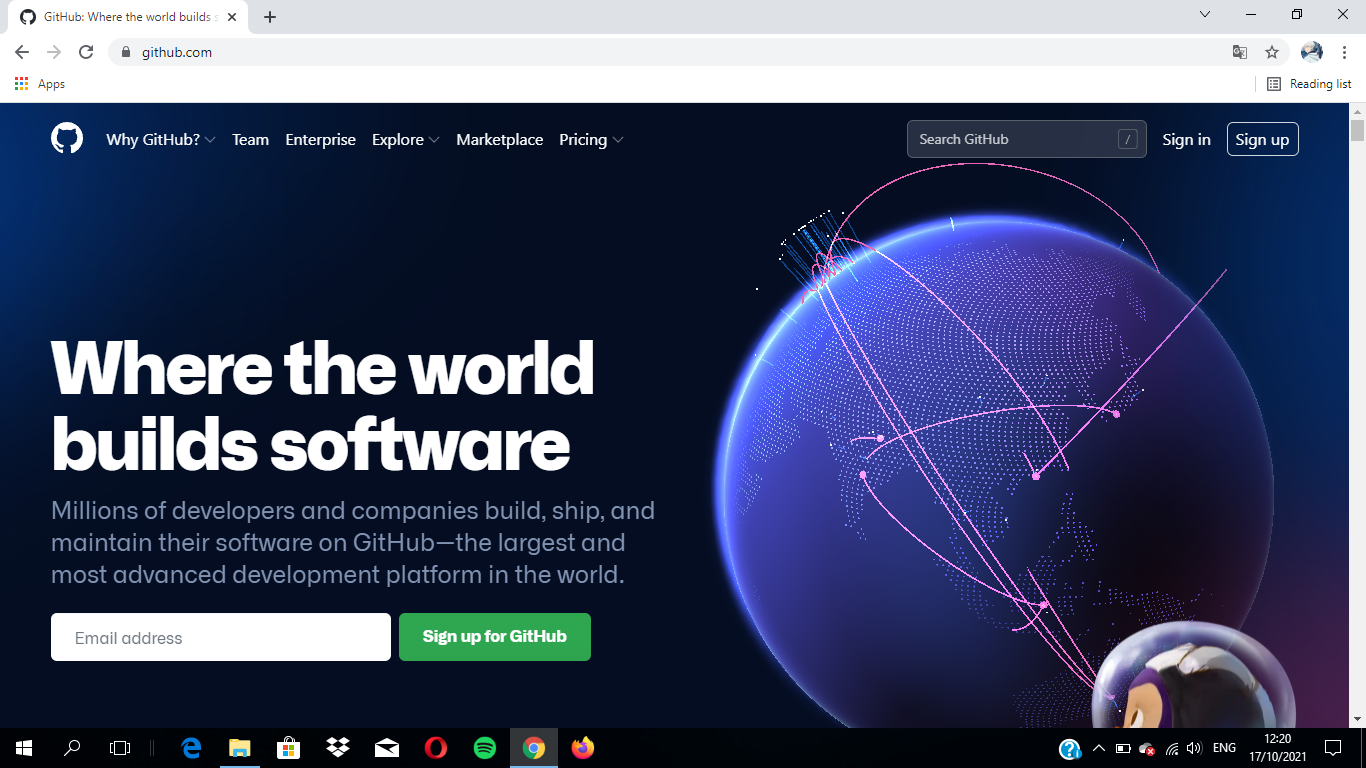 GitHub: Where the world builds s
github.com
Apps
Reading list
Why GitHub?
Team
Enterprise
Explore
Marketplace
Pricing
Search GitHub
/
Sign in
Sign up
Where the world
builds software
Millions of developers and companies build, ship, and
maintain their software on GitHub—the largest and
most advanced development platform in the world.
Email address
Sign up for GitHub
ENG
12:20
17/10/2021